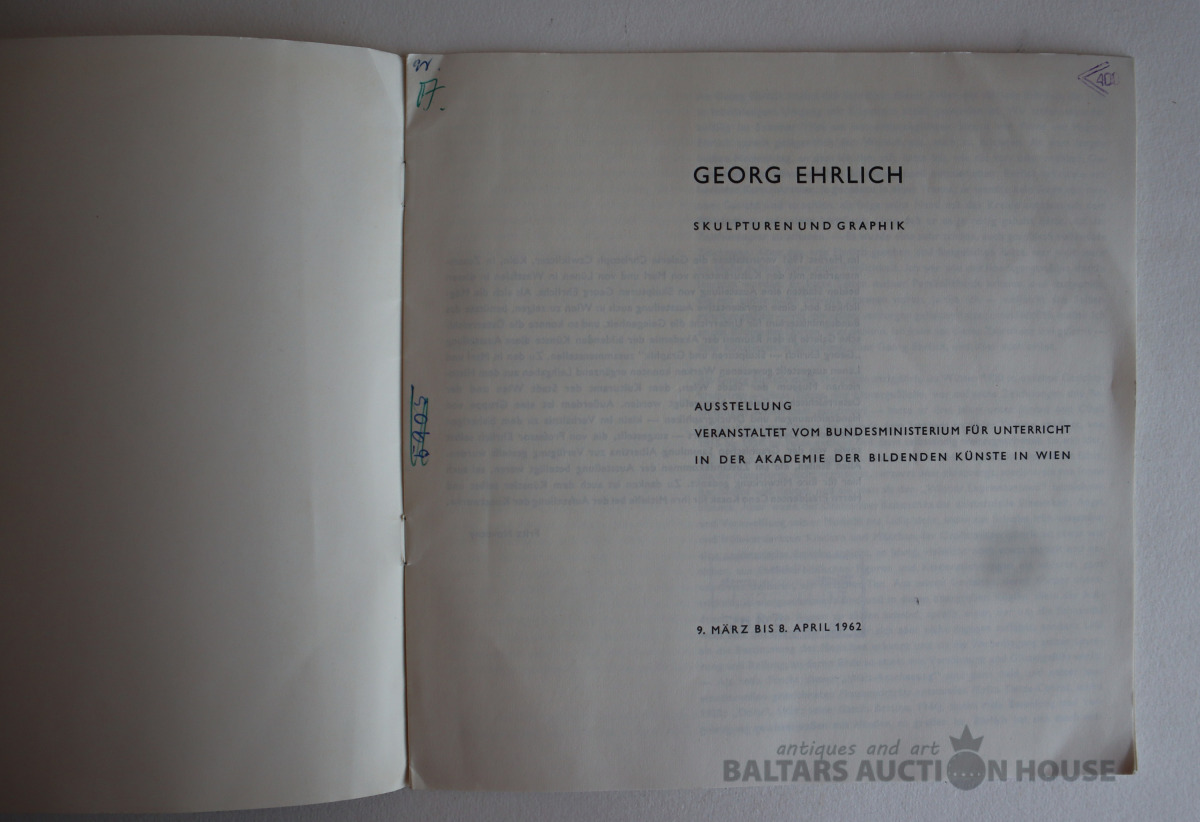 401
GEORG EHRLICH
SKULPTUREN UND GRAPHIK
AUSSTELLUNG
VERANSTALTET VOM BUNDESMINISTERIUM FÜR UNTERRICHT
IN DER AKADEMIE DER BILDENDEN KÜNSTE IN WIEN
9. MÄRZ BIS 8. APRIL 1962
antiques and art
BALTARS AUCTION HOUSE